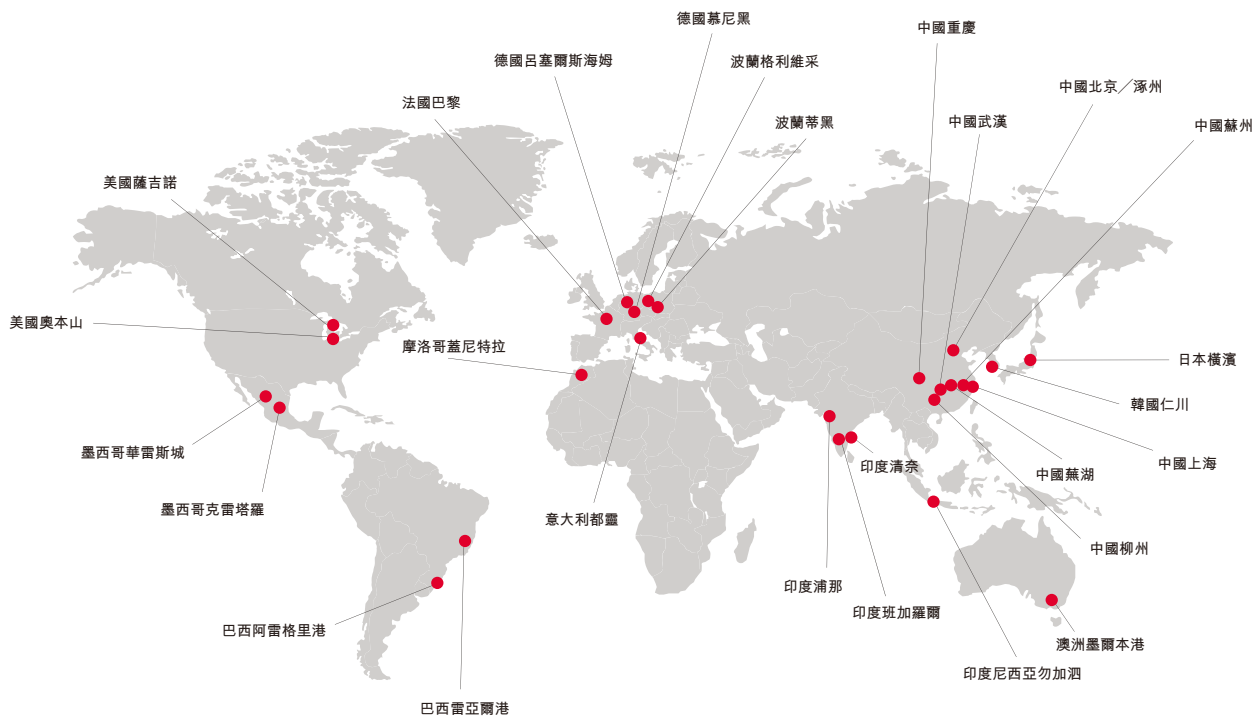 德國慕尼黑
中國重慶
德國呂塞爾斯海姆
波蘭格利維采
中國北京／涿州
法國巴黎
波蘭蒂黑
中國武漢
中國蘇州
美國薩吉諾
美國奧本山
摩洛哥蓋尼特拉
日本橫濱
韓國仁川
墨西哥華雷斯城
印度清奈
中國上海
中國蕪湖
墨西哥克雷塔羅
意大利都靈
中國柳州
印度浦那
印度班加羅爾
巴西阿雷格里港
澳洲墨爾本港
印度尼西亞勿加泗
巴西雷亞爾港